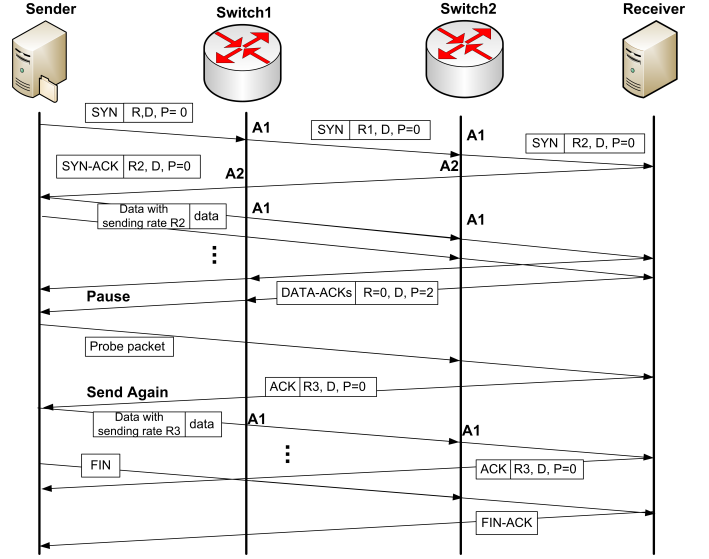 Sender
Switch1
Switch2
Receiver
SYN R,D, P= 0
A1
SYN R1, D, P=0
A1
SYN R2, D, P=0
SYN-ACK R2, D, P=0
A2
A2
Data with
sending rate R2
data
A1
A1
...
Pause
DATA-ACKs R=0, D, P=2
Probe packet
Send Again
ACK R3, D, P=0
Data with
sending rate R3
data
A1
A1
...
FIN
ACK R3, D, P=0
FIN-ACK